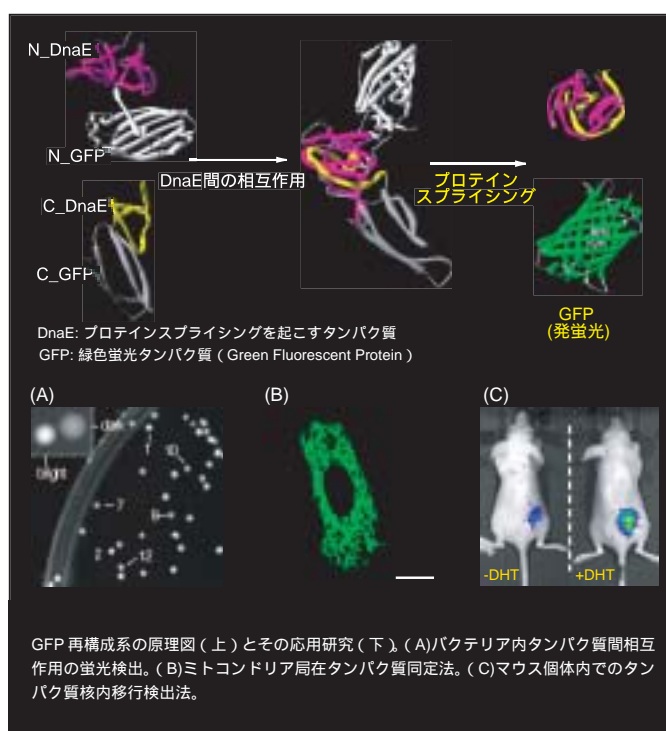 N_DnaE
N_GFP
DnaE間の相互作用
プロテイン
スプライシング
C_DnaE
C_GFP
GFP
(発蛍光)
DnaE: プロテインスプライシングを起こすタンパク質
GFP: 緑色蛍光タンパク質(Green Fluorescent Protein)
(A)
(B)
(C)
dim
bright
1
10
7
2
12
-DHT
+DHT
GFP 再構成系の原理図(上)とその応用研究(下)。(A)バクテリア内タンパク質間相互
作用の蛍光検出。(B)ミトコンドリア局在タンパク質同定法。(C)マウス個体内でのタン
パク質核内移行検出法。